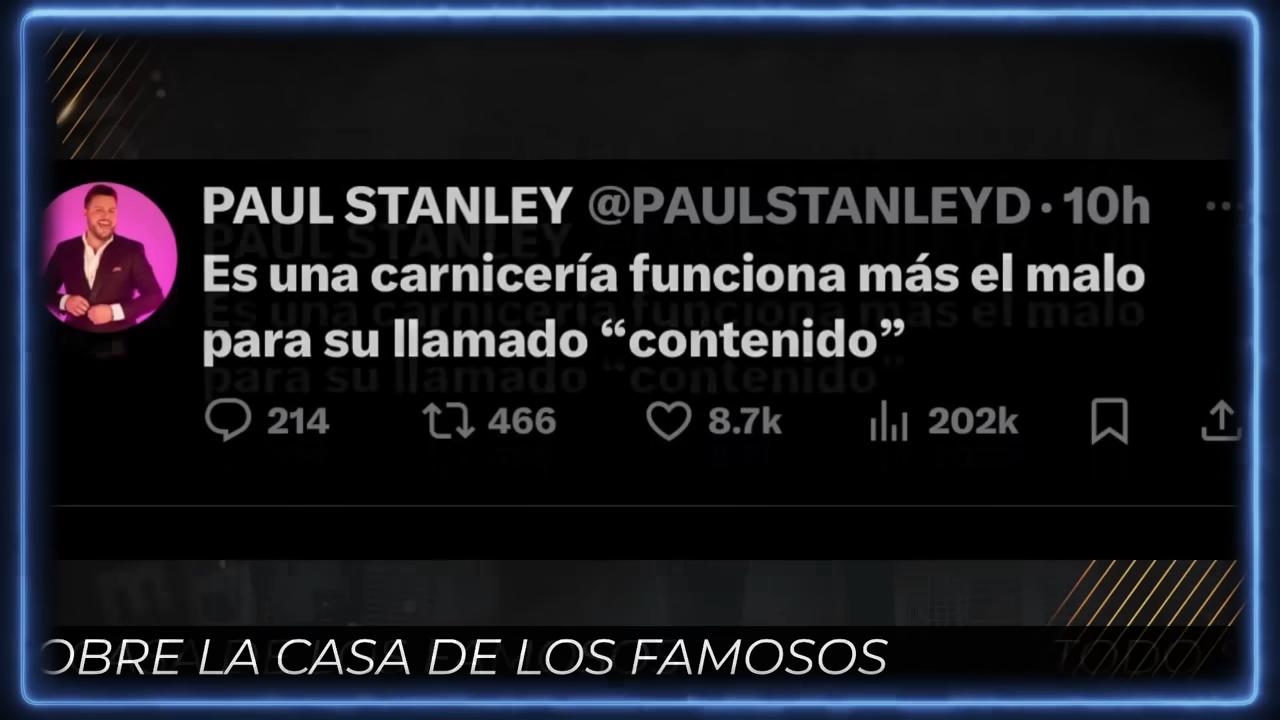 PAUL STANLEY @PAULSTANLEYD · 10h
Es una carnicería funciona más el malo
para su llamado “contenido”
214 466 8.7k 202k
OBRE LA CASA DE LOS FAMOSOS TODO